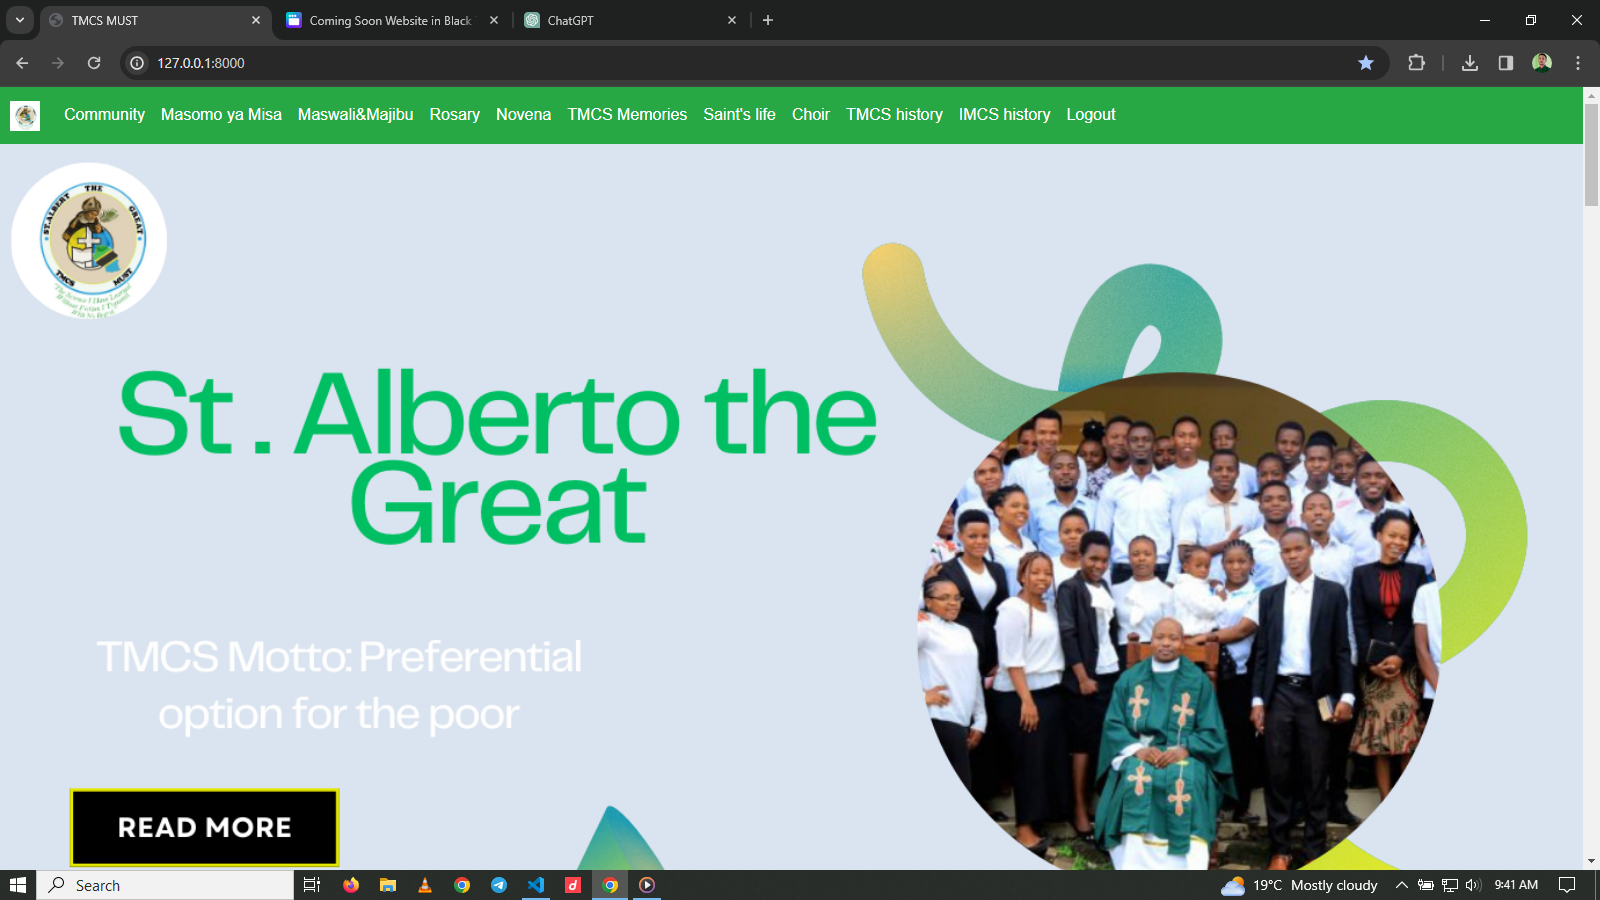 TMCS MUST
Coming Soon Website in Black
ChatGPT
127.0.0.1:8000
Community Masomo ya Misa Maswali&Majibu Rosary Novena TMCS Memories Saint's life Choir TMCS history IMCS history Logout
ST.ALBERT THE GREAT
TMCS MUST
St . Alberto the
Great
TMCS Motto: Preferential
option for the poor
READ MORE
Search
19°C Mostly cloudy
9:41 AM